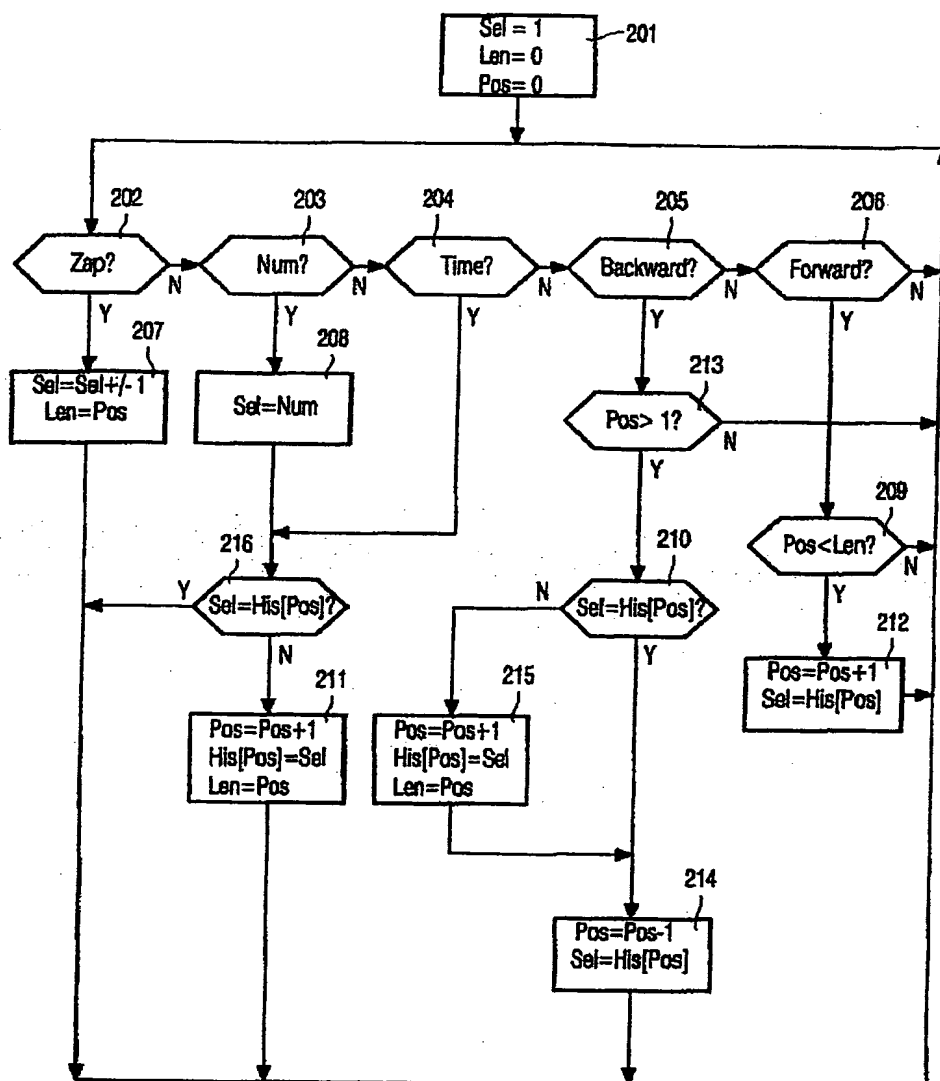 Sel = 1
Len= 0
Pos= 0
201
202
203
204
205
206
Zap?
N
Num?
N
Time?
N
Backward?
N
Forward?
N
Y
Y
Y
Y
Y
207
208
213
Sel=Sel+/-1
Len=Pos
Sel=Num
Pos> 1?
N
Y
209
Pos<Len?
N
216
210
Y
Sel=His[Pos]?
N
Sel=His[Pos]?
Y
N
Y
212
Pos=Pos+1
Sel=His[Pos]
211
215
Pos=Pos+1
His[Pos]=Sel
Len=Pos
Pos=Pos+1
His[Pos]=Sel
Len=Pos
214
Pos=Pos-1
Sel=His[Pos]